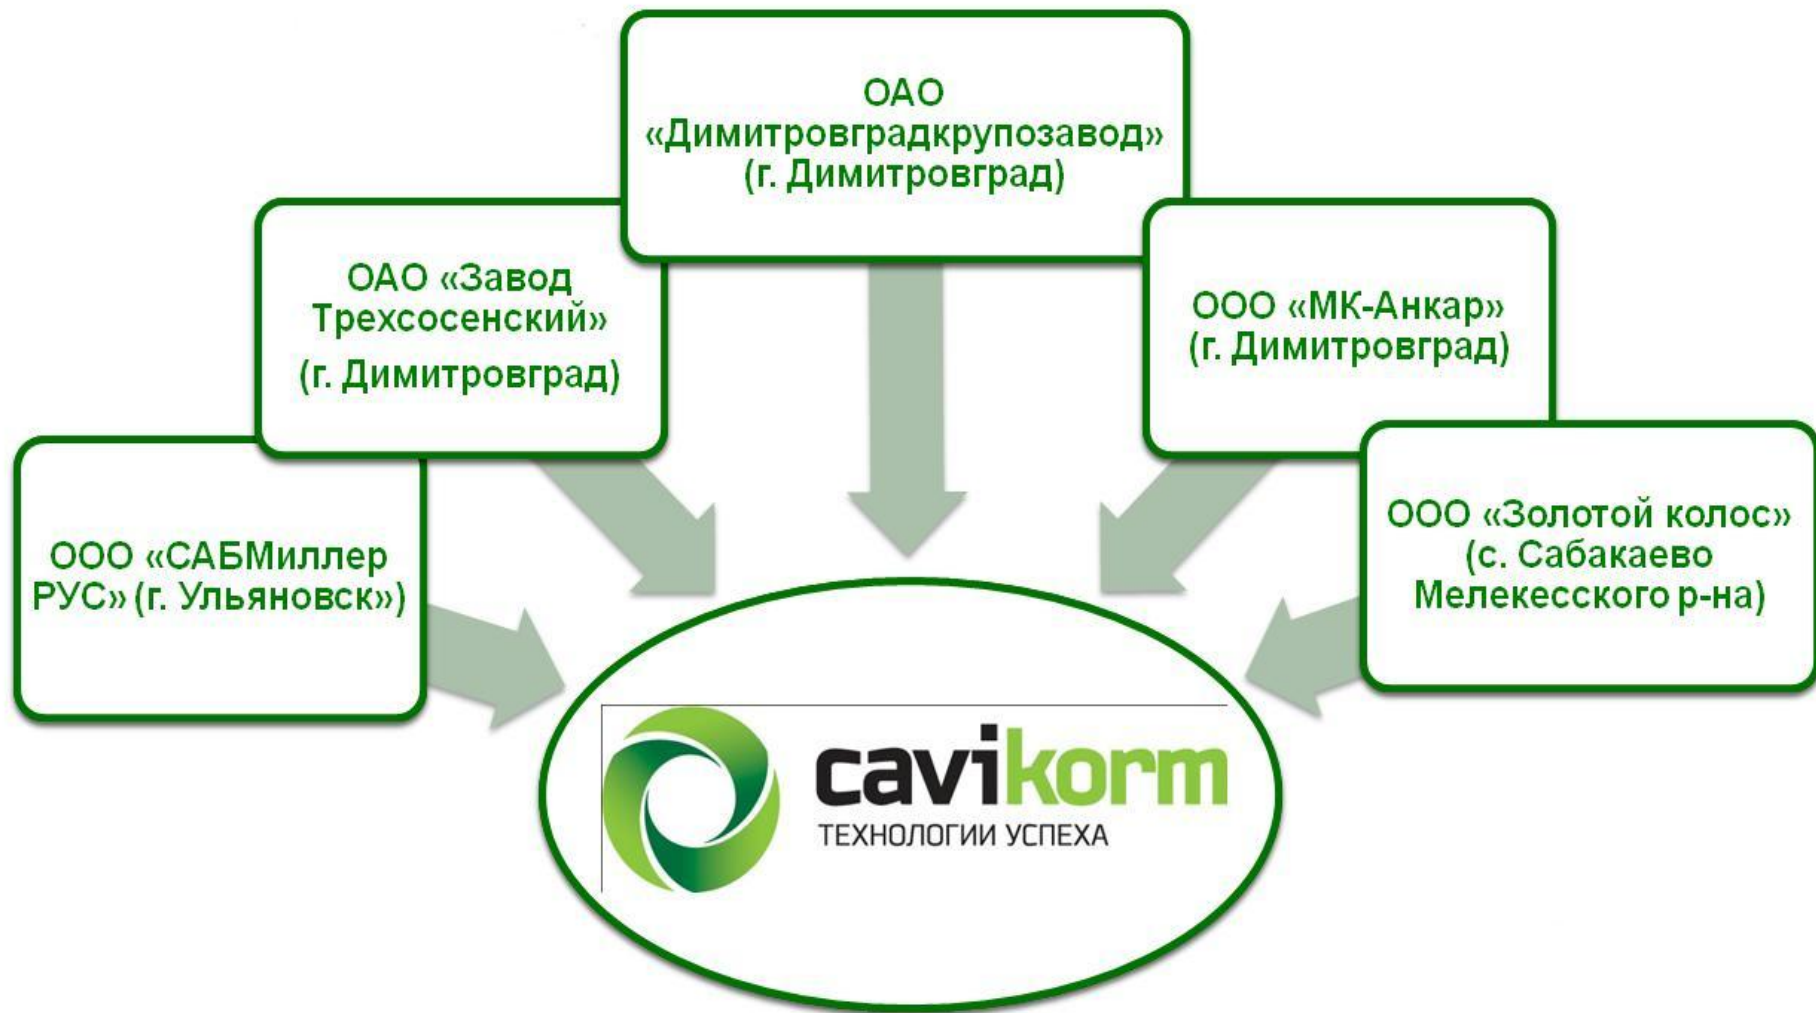 ОАО
«Димитровградкрупозавод»
(г. Димитровград)
ОАО «Завод
Трехсосенский»
(г. Димитровград)
ООО «МК-Анкар»
(г. Димитровград)
ООО «САБМиллер
РУС» (г. Ульяновск»)
ООО «Золотой колос»
(с. Сабакаево
Мелекесского р-на)
cavikorm
ТЕХНОЛОГИИ УСПЕХА